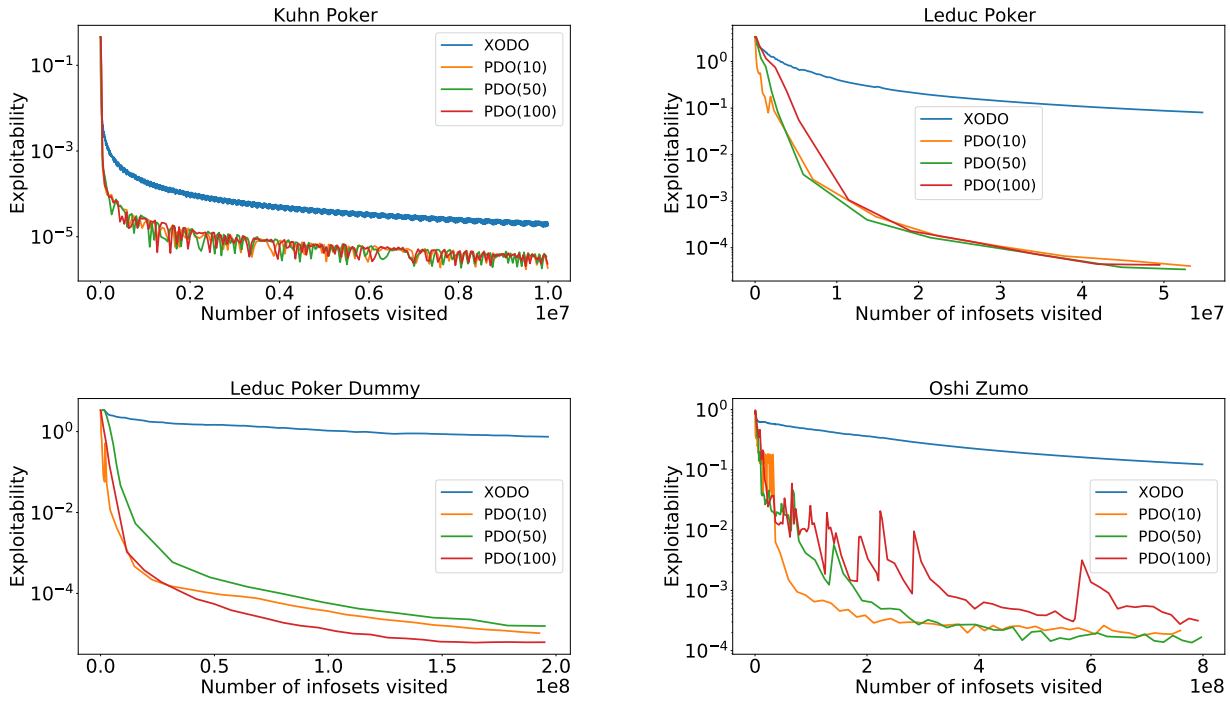 Kuhn Poker
Exploitability
10^-1
10^-3
10^-5
XODO
PDO(10)
PDO(50)
PDO(100)
0.0 0.2 0.4 0.6 0.8 1.0
1e7
Number of infosets visited
Leduc Poker
Exploitability
10^0
10^-1
10^-2
10^-3
10^-4
XODO
PDO(10)
PDO(50)
PDO(100)
0 1 2 3 4 5
1e7
Number of infosets visited
Leduc Poker Dummy
Exploitability
10^0
10^-2
10^-4
XODO
PDO(10)
PDO(50)
PDO(100)
0.0 0.5 1.0 1.5 2.0
1e8
Number of infosets visited
Oshi Zumo
Exploitability
10^0
10^-1
10^-2
10^-3
10^-4
XODO
PDO(10)
PDO(50)
PDO(100)
0 2 4 6 8
1e8
Number of infosets visited